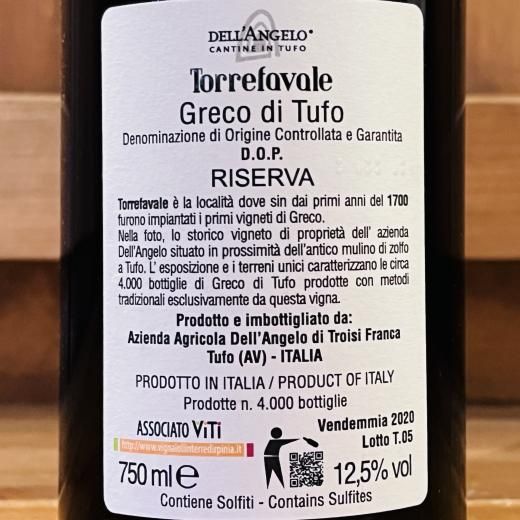 DELL'ANGELO
CANTINE IN TUFO
Torrefavale
Greco di Tufo
Denominazione di Origine Controllata e Garantita
D.O.P.
RISERVA
Torrefavale è la località dove sin dai primi anni del 1700
furono impiantati i primi vigneti di Greco.
Nella foto, lo storico vigneto di proprietà dell' azienda
Dell'Angelo situato in prossimità dell'antico mulino di zolfo
a Tufo. L' esposizione e i terreni unici caratterizzano le circa
4.000 bottiglie di Greco di Tufo prodotte con metodi
tradizionali esclusivamente da questa vigna.
Prodotto e imbottigliato da:
Azienda Agricola Dell'Angelo di Troisi Franca
Tufo (AV) - ITALIA
PRODOTTO IN ITALIA / PRODUCT OF ITALY
Prodotte n. 4.000 bottiglie
ASSOCIATO ViTi
Vendemmia 2020
Lotto T.05
750 ml e
12,5% vol
Contiene Solfiti - Contains Sulfites